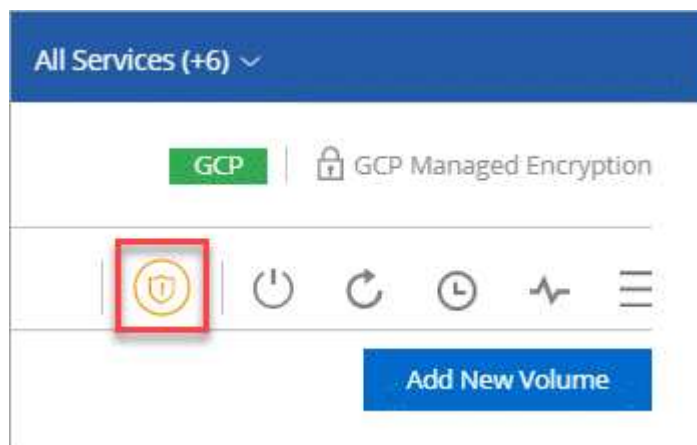 All Services (+6)
GCP
GCP Managed Encryption
Add New Volume